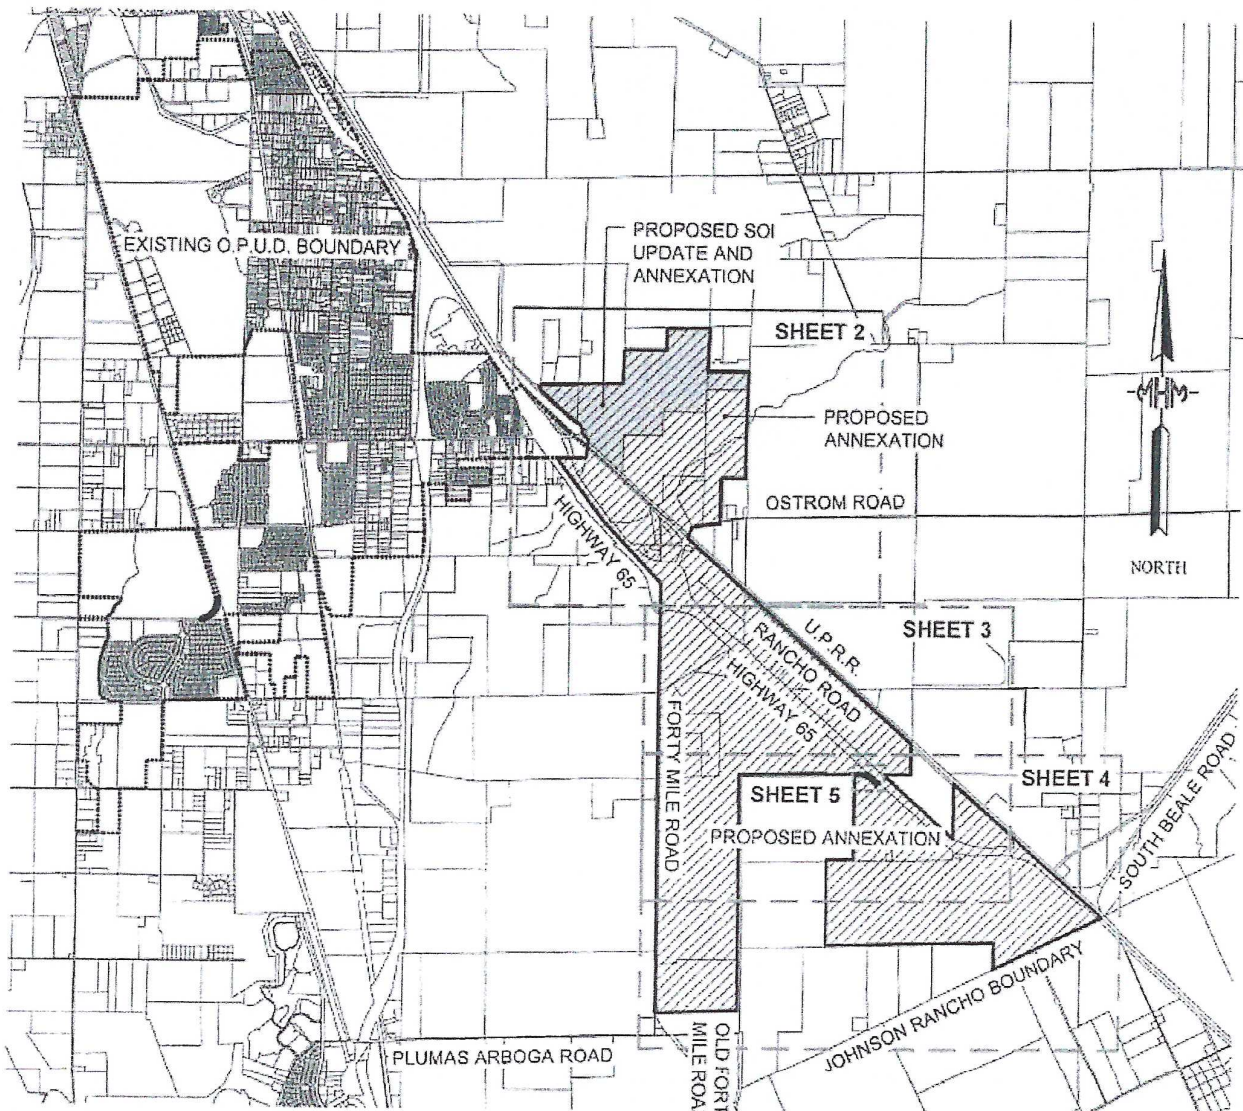 PROPOSED SOI
UPDATE AND
ANNEXATION
EXISTING O.P.U.D. BOUNDARY
SHEET 2
PROPOSED
ANNEXATION
MHM
OSTROM ROAD
HIGHWAY 65
NORTH
U.P.R.R.
SHEET 3
RANCHO ROAD
HIGHWAY 65
FORTY MILE ROAD
SHEET 4
SHEET 5
SOUTH BEALE ROAD
PROPOSED ANNEXATION
JOHNSON RANCHO BOUNDARY
PLUMAS ARBOGA ROAD
OLD FORT
MILE ROA